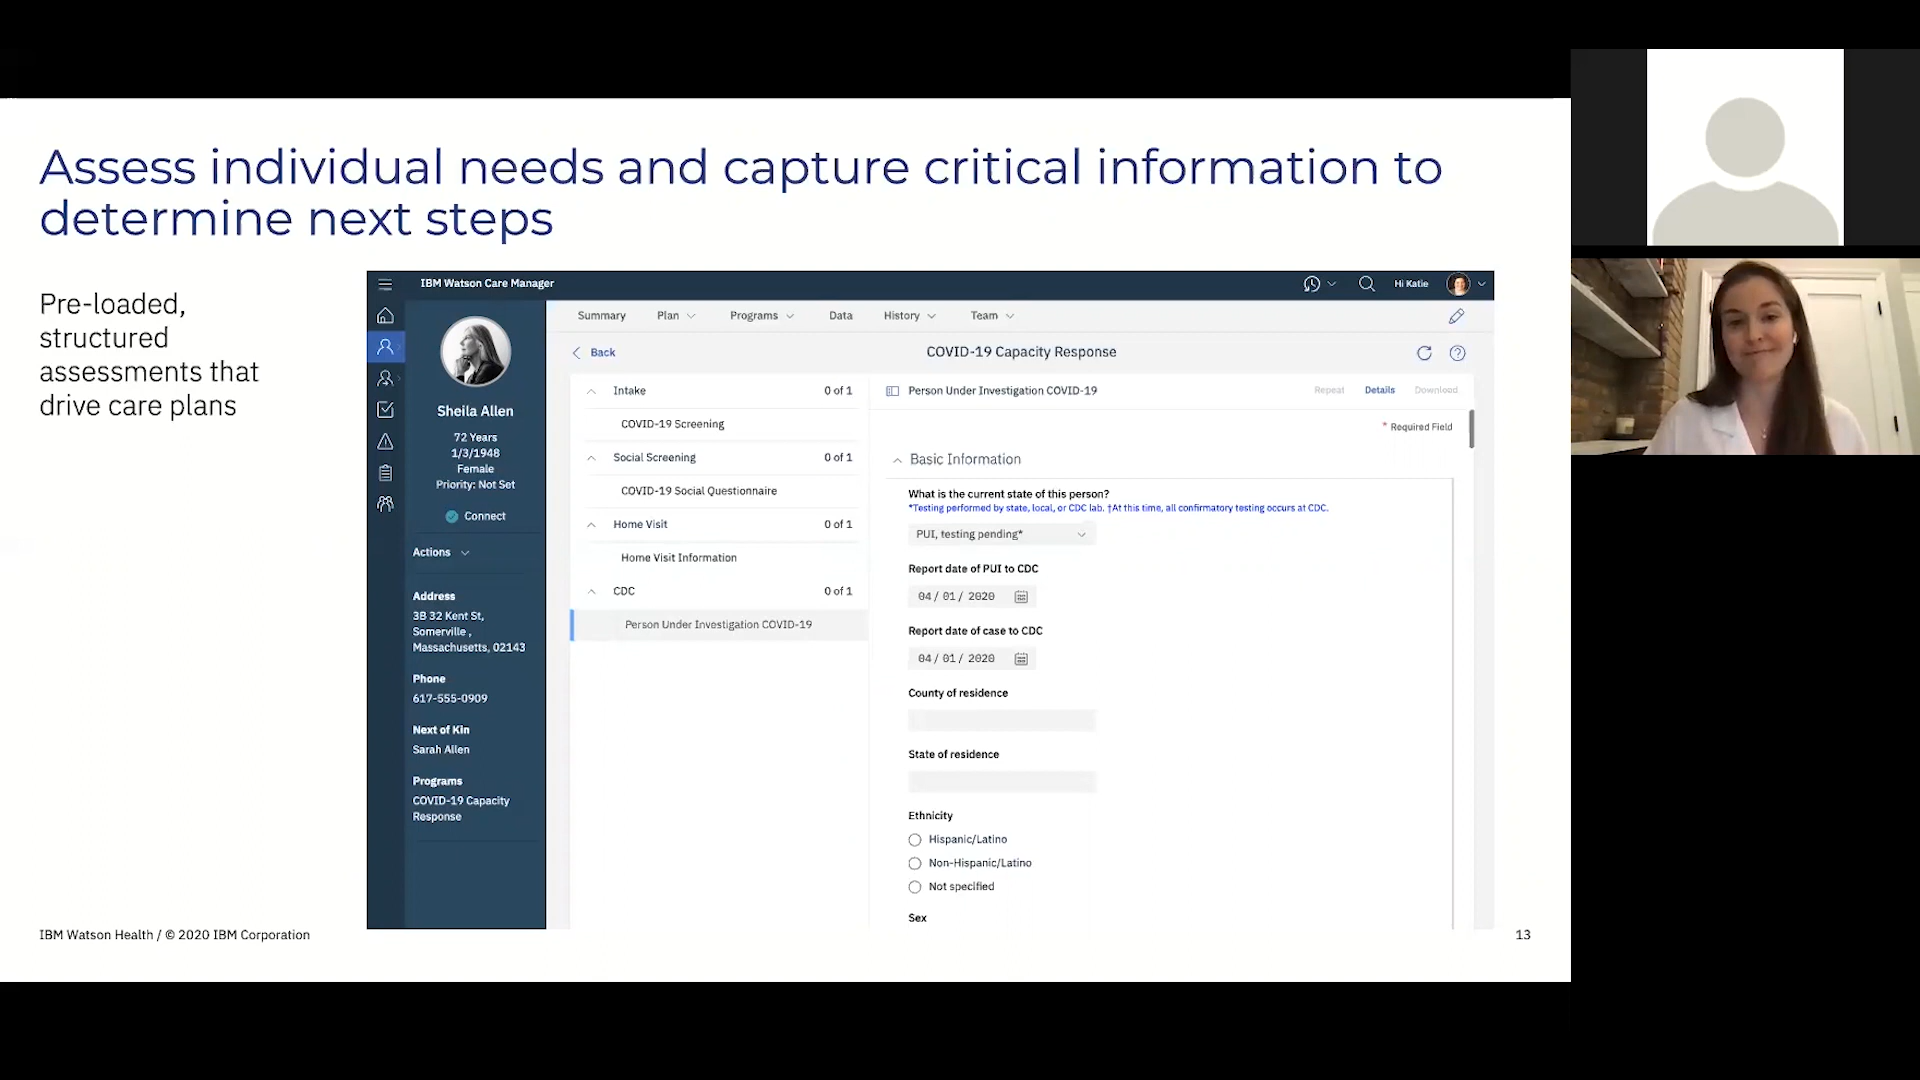 Assess individual needs and capture critical information to
determine next steps
Pre-loaded,
structured
assessments that
drive care plans
IBM Watson Care Manager
Hi Katie
Sheila Allen
72 Years
1/3/1948
Female
Priority: Not Set
Connect
Actions
Address
3B 32 Kent St,
Somerville ,
Massachusetts, 02143
Phone
617-555-0909
Next of Kin
Sarah Allen
Programs
COVID-19 Capacity
Response
Summary Plan Programs Data History Team
Back
COVID-19 Capacity Response
Intake 0 of 1
COVID-19 Screening
Social Screening 0 of 1
COVID-19 Social Questionnaire
Home Visit 0 of 1
Home Visit Information
CDC 0 of 1
Person Under Investigation COVID-19
Person Under Investigation COVID-19 Repeat Details Download
* Required Field
Basic Information
What is the current state of this person?
*Testing performed by state, local, or CDC lab. †At this time, all confirmatory testing occurs at CDC.
PUI, testing pending*
Report date of PUI to CDC
04/ 01/ 2020
Report date of case to CDC
04/ 01/ 2020
County of residence
State of residence
Ethnicity
Hispanic/Latino
Non-Hispanic/Latino
Not specified
Sex
IBM Watson Health / © 2020 IBM Corporation
13